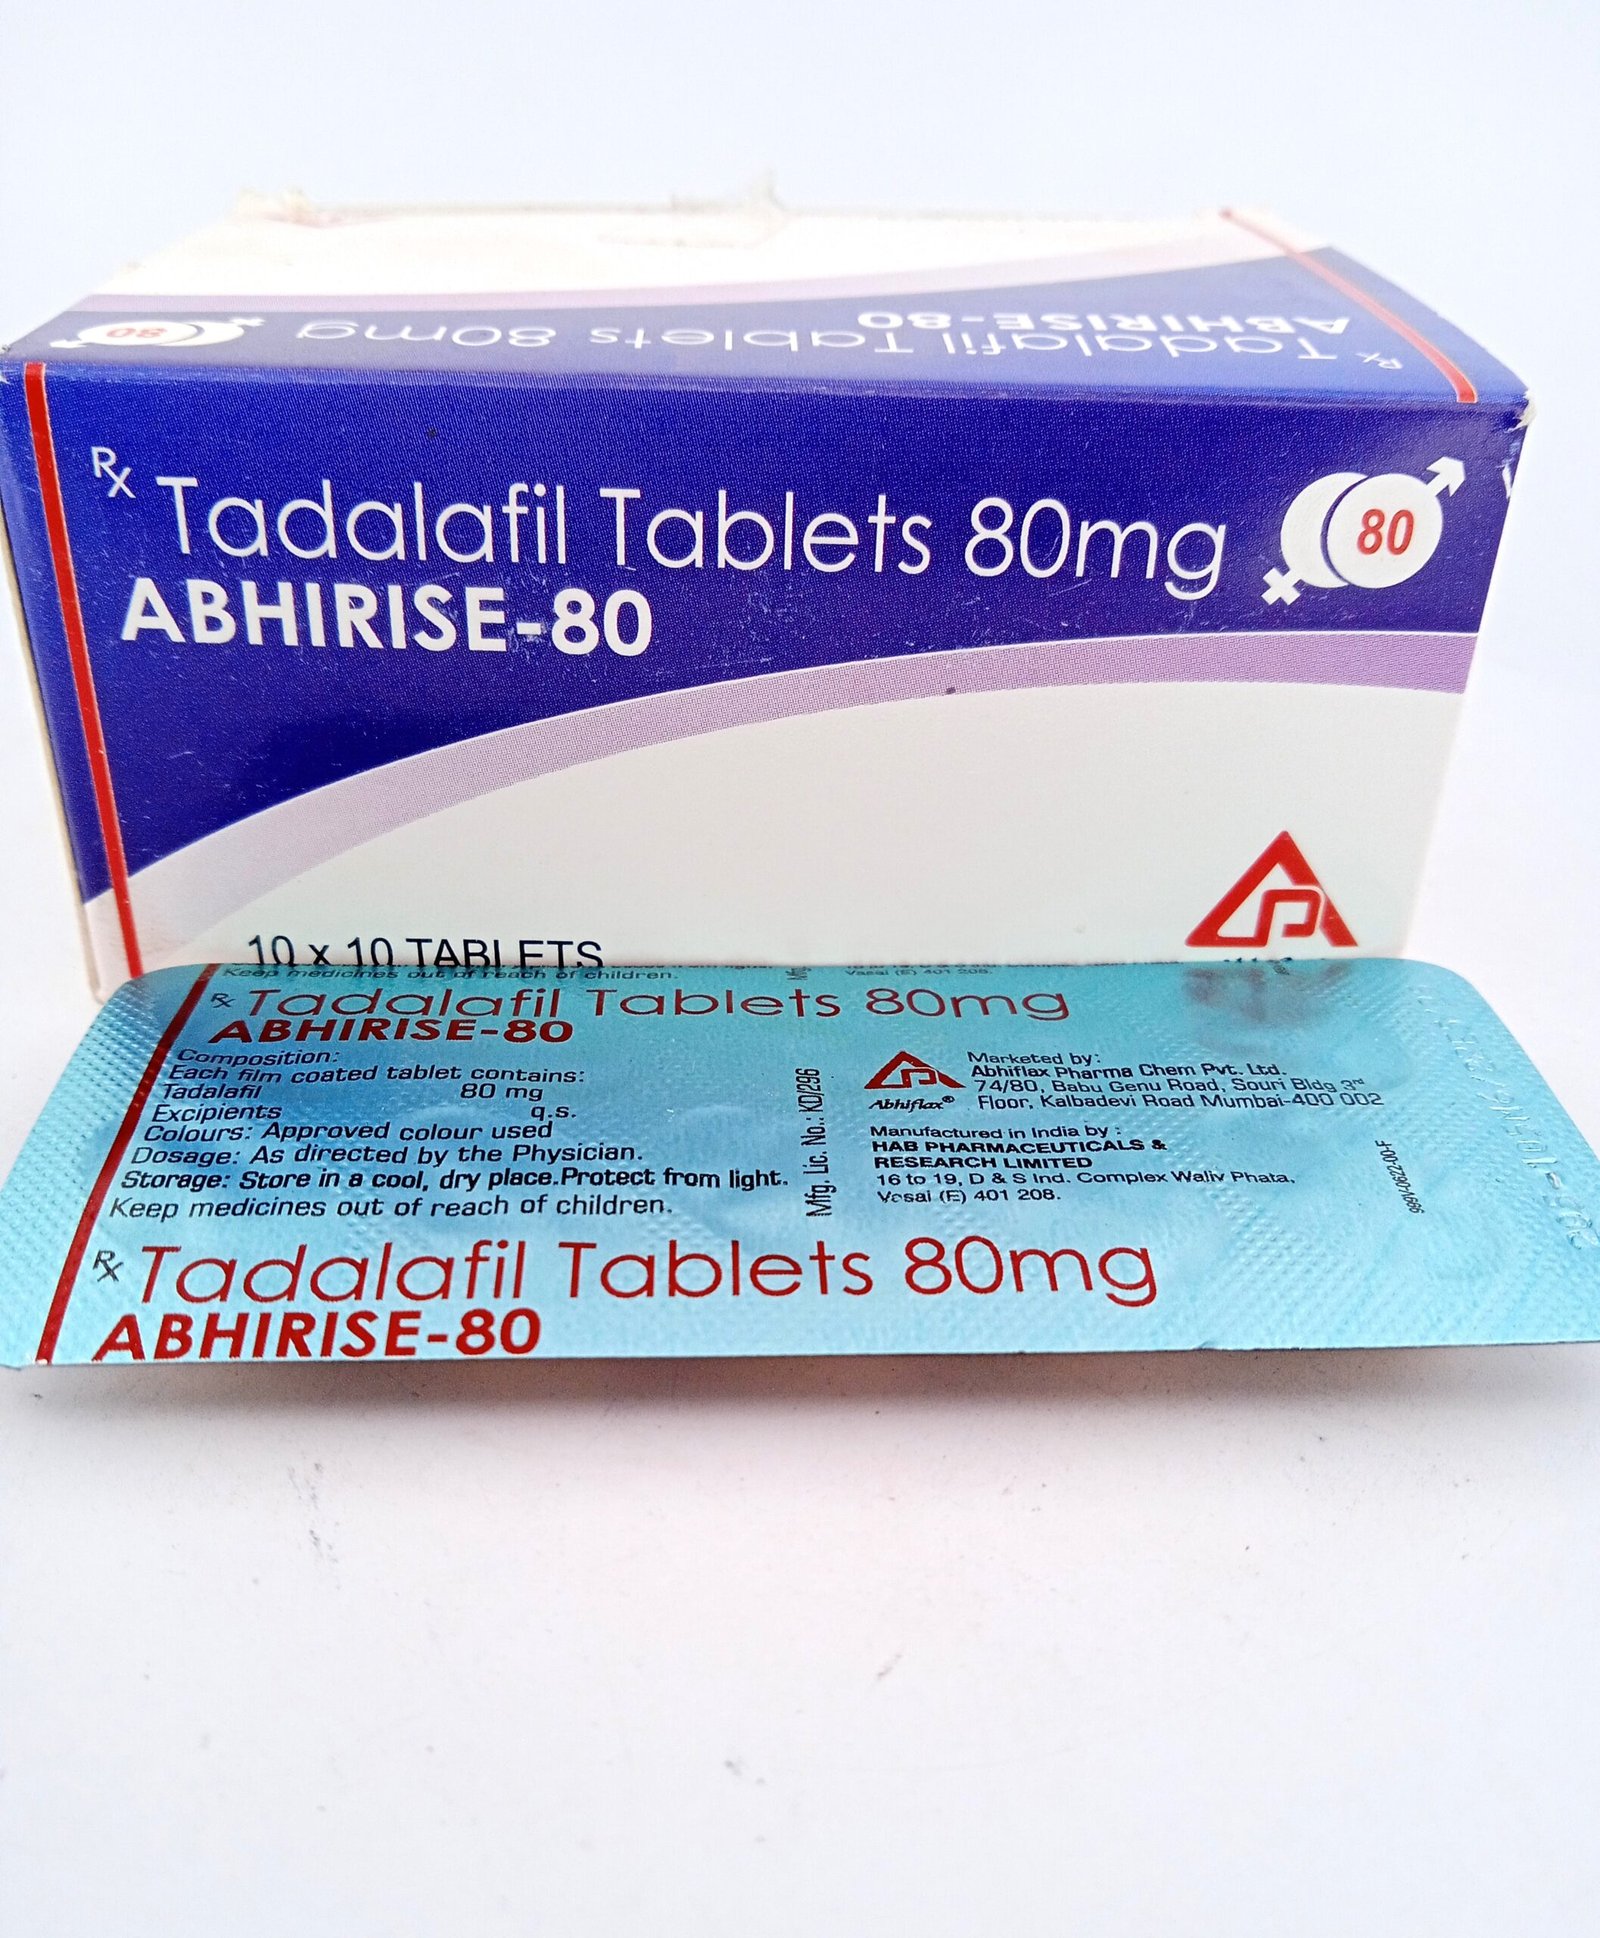 Rx Tadalafil Tablets 80mg
ABHIRISE-80
80
Rx Tadalafil Tablets 80mg
ABHIRISE-80
80
10 x 10 TABLETS
Keep medicines out of reach of children.
Vasai (E) 401 208.
Rx Tadalafil Tablets 80mg
ABHIRISE-80
Composition:
Each film coated tablet contains:
Tadalafil 80 mg
Excipients q.s.
Colours: Approved colour used
Dosage: As directed by the Physician.
Storage: Store in a cool, dry place.Protect from light.
Keep medicines out of reach of children.
Mfg. Lic. No.: KD/296
Marketed by:
Abhiflax Pharma Chem Pvt. Ltd.
74/80, Babu Genu Road, Souri Bldg 3rd
Floor, Kalbadevi Road Mumbai-400 002
Abhiflax®
Manufactured in India by :
HAB PHARMACEUTICALS &
RESEARCH LIMITED
16 to 19, D & S Ind. Complex Waliv Phata,
Vasai (E) 401 208.
Rx Tadalafil Tablets 80mg
ABHIRISE-80